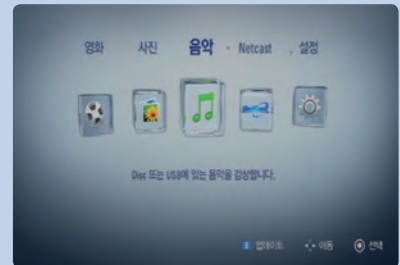 영화 사진 음악 Netcast 설정
Disc 또는 USB에 있는 음악을 감상합니다.
업데이트 이동 선택